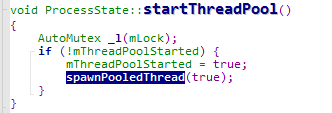 void ProcessState::startThreadPool()
{
    AutoMutex _l(mLock);
    if (!mThreadPoolStarted) {
        mThreadPoolStarted = true;
        spawnPooledThread(true);
    }
}